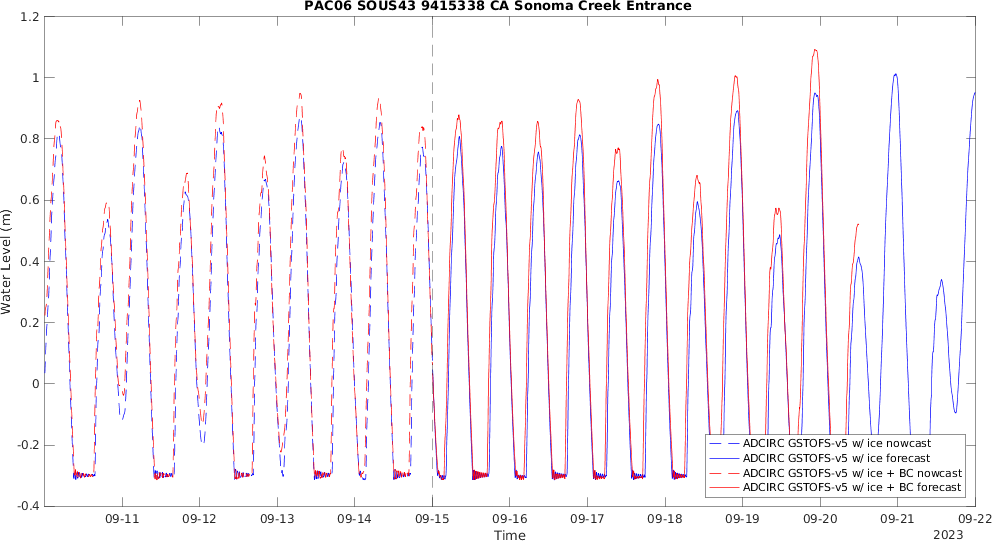 PAC06 SOUS43 9415338 CA Sonoma Creek Entrance
Water Level (m)
1.2
1
0.8
0.6
0.4
0.2
0
-0.2
-0.4
ADCIRC GSTOFS-v5 w/ ice nowcast
ADCIRC GSTOFS-v5 w/ ice forecast
ADCIRC GSTOFS-v5 w/ ice + BC nowcast
ADCIRC GSTOFS-v5 w/ ice + BC forecast
09-11 09-12 09-13 09-14 09-15 09-16 09-17 09-18 09-19 09-20 09-21 09-22
Time
2023